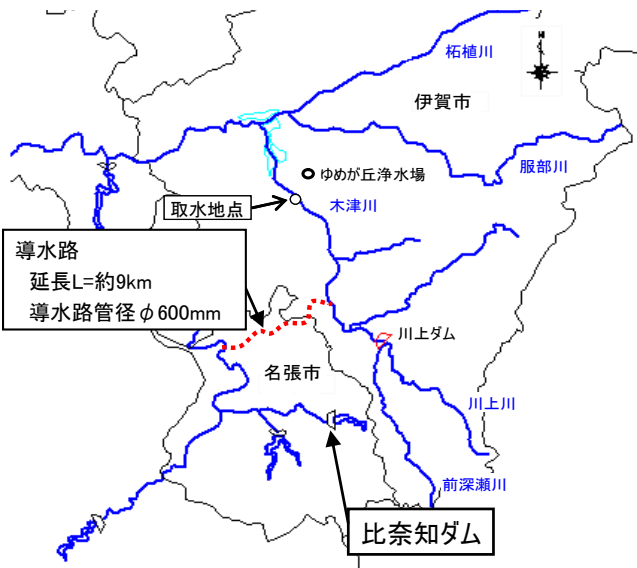 柘植川
N
伊賀市
服部川
ゆめが丘浄水場
取水地点
木津川
導水路
延長L=約9km
導水路管径φ600mm
川上ダム
名張市
川上川
前深瀬川
比奈知ダム